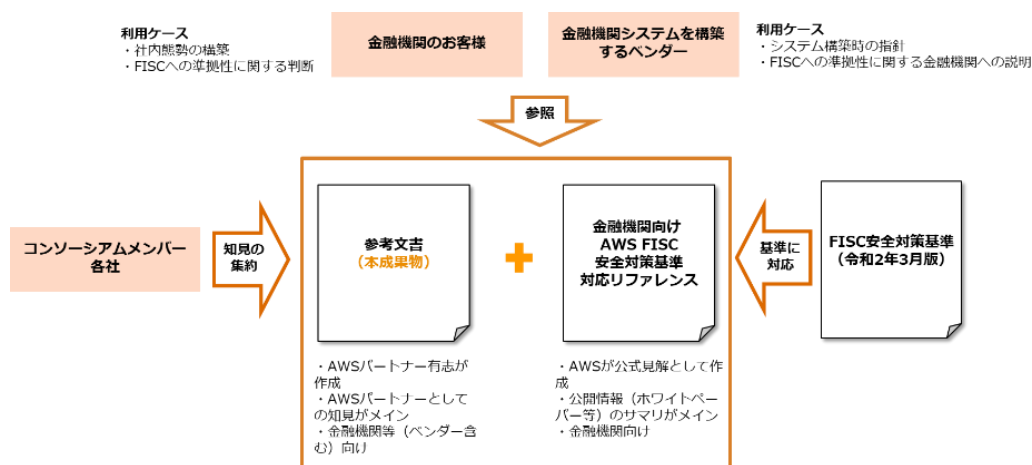 利用ケース
・社内態勢の構築
・FISCへの準拠性に関する判断
金融機関のお客様
金融機関システムを構築
するベンダー
利用ケース
・システム構築時の指針
・FISCへの準拠性に関する金融機関への説明
参照
コンソーシアムメンバー
各社
知見の
集約
参考文書
（本成果物）
金融機関向け
AWS FISC
安全対策基準
対応リファレンス
基準に
対応
FISC安全対策基準
（令和2年3月版）
・AWSパートナー有志が
作成
・AWSパートナーとして
の知見がメイン
・金融機関等（ベンダー含
む）向け
・AWSが公式見解として作
成
・公開情報（ホワイトペー
パー等）のサマリがメイン
・金融機関向け